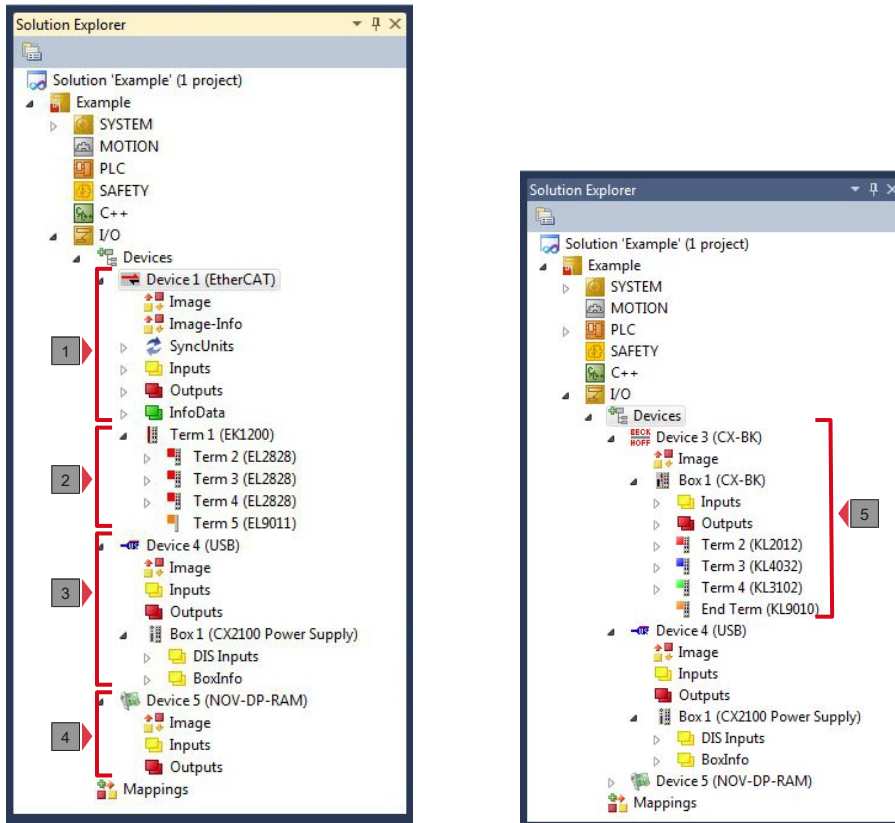 Solution Explorer
Solution 'Example' (1 project)
Example
SYSTEM
MOTION
PLC
SAFETY
C++
I/O
Devices
Device 1 (EtherCAT)
Image
Image-Info
1
SyncUnits
Inputs
Outputs
InfoData
Term 1 (EK1200)
Term 2 (EL2828)
2
Term 3 (EL2828)
Term 4 (EL2828)
Term 5 (EL9011)
Device 4 (USB)
Image
3
Inputs
Outputs
Box 1 (CX2100 Power Supply)
DIS Inputs
BoxInfo
Device 5 (NOV-DP-RAM)
Image
4
Inputs
Outputs
Mappings
Solution Explorer
Solution 'Example' (1 project)
Example
SYSTEM
MOTION
PLC
SAFETY
C++
I/O
Devices
BECK
HOFF
Device 3 (CX-BK)
Image
Box 1 (CX-BK)
Inputs
5
Outputs
Term 2 (KL2012)
Term 3 (KL4032)
Term 4 (KL3102)
End Term (KL9010)
Device 4 (USB)
Image
Inputs
Outputs
Box 1 (CX2100 Power Supply)
DIS Inputs
BoxInfo
Device 5 (NOV-DP-RAM)
Mappings